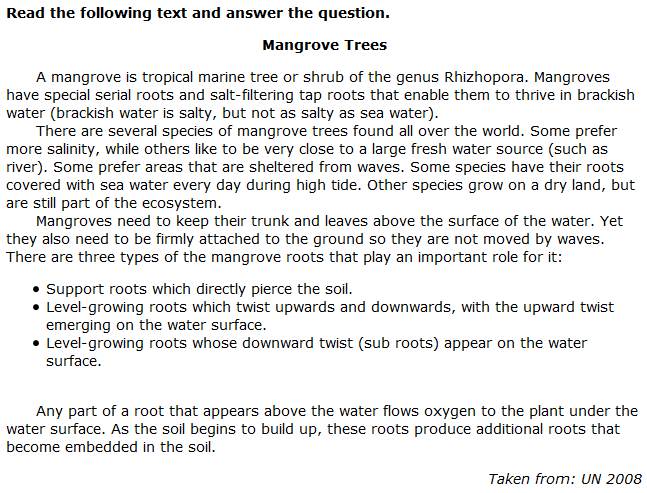 Read the following text and answer the question.
Mangrove Trees
A mangrove is tropical marine tree or shrub of the genus Rhizhopora. Mangroves
have special serial roots and salt-filtering tap roots that enable them to thrive in brackish
water (brackish water is salty, but not as salty as sea water).
There are several species of mangrove trees found all over the world. Some prefer
more salinity, while others like to be very close to a large fresh water source (such as
river). Some prefer areas that are sheltered from waves. Some species have their roots
covered with sea water every day during high tide. Other species grow on a dry land, but
are still part of the ecosystem.
Mangroves need to keep their trunk and leaves above the surface of the water. Yet
they also need to be firmly attached to the ground so they are not moved by waves.
There are three types of the mangrove roots that play an important role for it:
• Support roots which directly pierce the soil.
• Level-growing roots which twist upwards and downwards, with the upward twist
emerging on the water surface.
• Level-growing roots whose downward twist (sub roots) appear on the water
surface.
Any part of a root that appears above the water flows oxygen to the plant under the
water surface. As the soil begins to build up, these roots produce additional roots that
become embedded in the soil.
Taken from: UN 2008